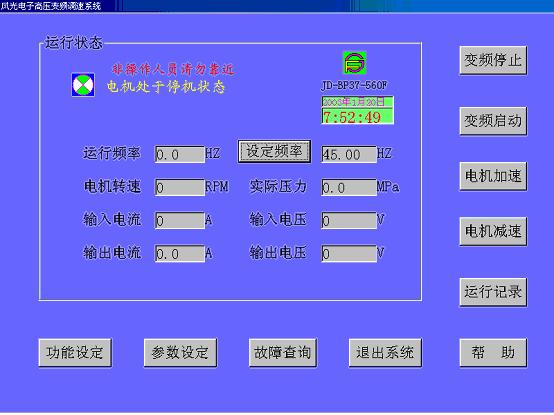 风光电子高压变频调速系统
运行状态
非操作人员请勿靠近
电机处于停机状态
JD-BP37-560F
2003年1月20日
7:52:49
运行频率 0.0 HZ 设定频率 45.00 HZ
电机转速 0 RPM 实际压力 0.0 MPa
输入电流 0 A 输入电压 0 V
输出电流 0.0 A 输出电压 0 V
变频停止
变频启动
电机加速
电机减速
运行记录
功能设定 参数设定 故障查询 退出系统 帮 助